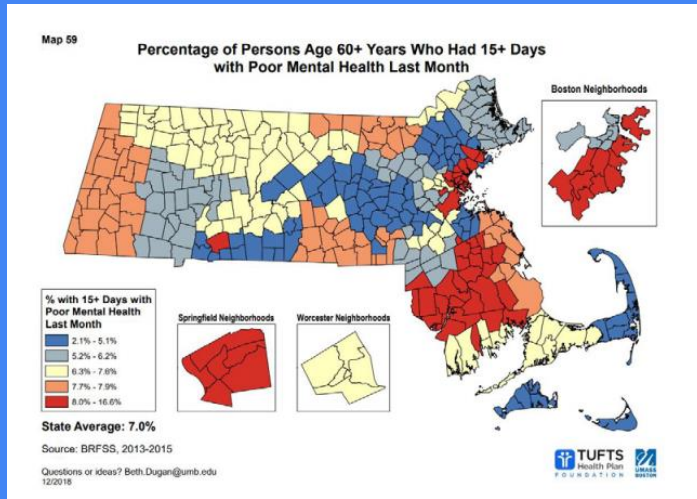 Map 59
Percentage of Persons Age 60+ Years Who Had 15+ Days
with Poor Mental Health Last Month
Boston Neighborhoods
% with 15+ Days with
Poor Mental Health
Last Month
2.1% - 5.1%
5.2% - 6.2%
6.3% - 7.6%
7.7% - 7.9%
8.0% - 16.6%
Springfield Neighborhoods
Worcester Neighborhoods
State Average: 7.0%
Source: BRFSS, 2013-2015
Questions or ideas? Beth.Dugan@umb.edu
12/2018
TUFTS
Health Plan
FOUNDATION
UMASS
BOSTON